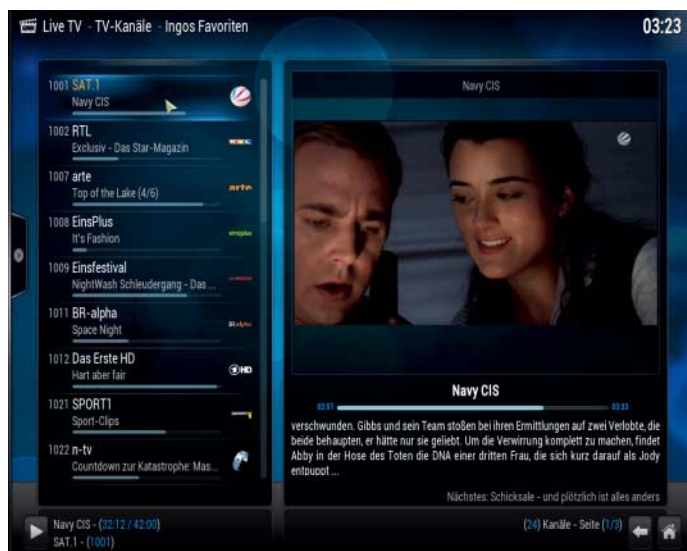 Live TV - TV-Kanäle - Ingos Favoriten
03:23
1001 SAT.1
Navy CIS
1002 RTL
Exclusiv - Das Star-Magazin
RTL
1007 arte
Top of the Lake (4/6)
arte
1008 EinsPlus
It's Fashion
einsplus
1009 Einsfestival
NightWash Schleudergang - Das ...
1011 BR-alpha
Space Night
BRalpha
1012 Das Erste HD
Hart aber fair
HD
1021 SPORT1
Sport-Clips
1022 n-tv
Countdown zur Katastrophe: Mas...
Navy CIS
Navy CIS
02:51
03:33
verschwunden. Gibbs und sein Team stoßen bei ihren Ermittlungen auf zwei Verlobte, die
beide behaupten, er hätte nur sie geliebt. Um die Verwirrung komplett zu machen, findet
Abby in der Hose des Toten die DNA einer dritten Frau, die sich kurz darauf als Jody
entpuppt ...
Nächstes: Schicksale - und plötzlich ist alles anders
Navy CIS - (32:12 / 42:00)
SAT.1 - (1001)
(24) Kanäle - Seite (1/3)